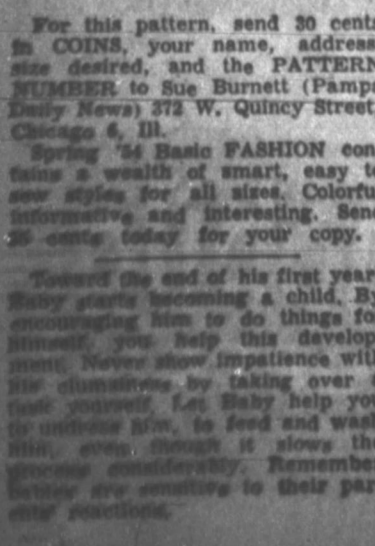 For this pattern, send 30 cents
in COINS, your name, address,
size desired, and the PATTERN
NUMBER to Sue Burnett (Pampa
Daily News) 372 W. Quincy Street,
Chicago 6, Ill.
Spring '54 Basic FASHION con-
tains a wealth of smart, easy to
sew styles for all sizes. Colorful,
informative and interesting. Send
cents today for your copy.
Toward the end of his first year,
Baby starts becoming a child. By
encouraging him to do things for
himself, you help this develop-
ment. Never show impatience with
his clumsiness by taking over a
task yourself. Let Baby help you
to undress him, to feed and wash
him, even though it slows the
process considerably. Remember
babies are sensitive to their par-
ents' reactions.